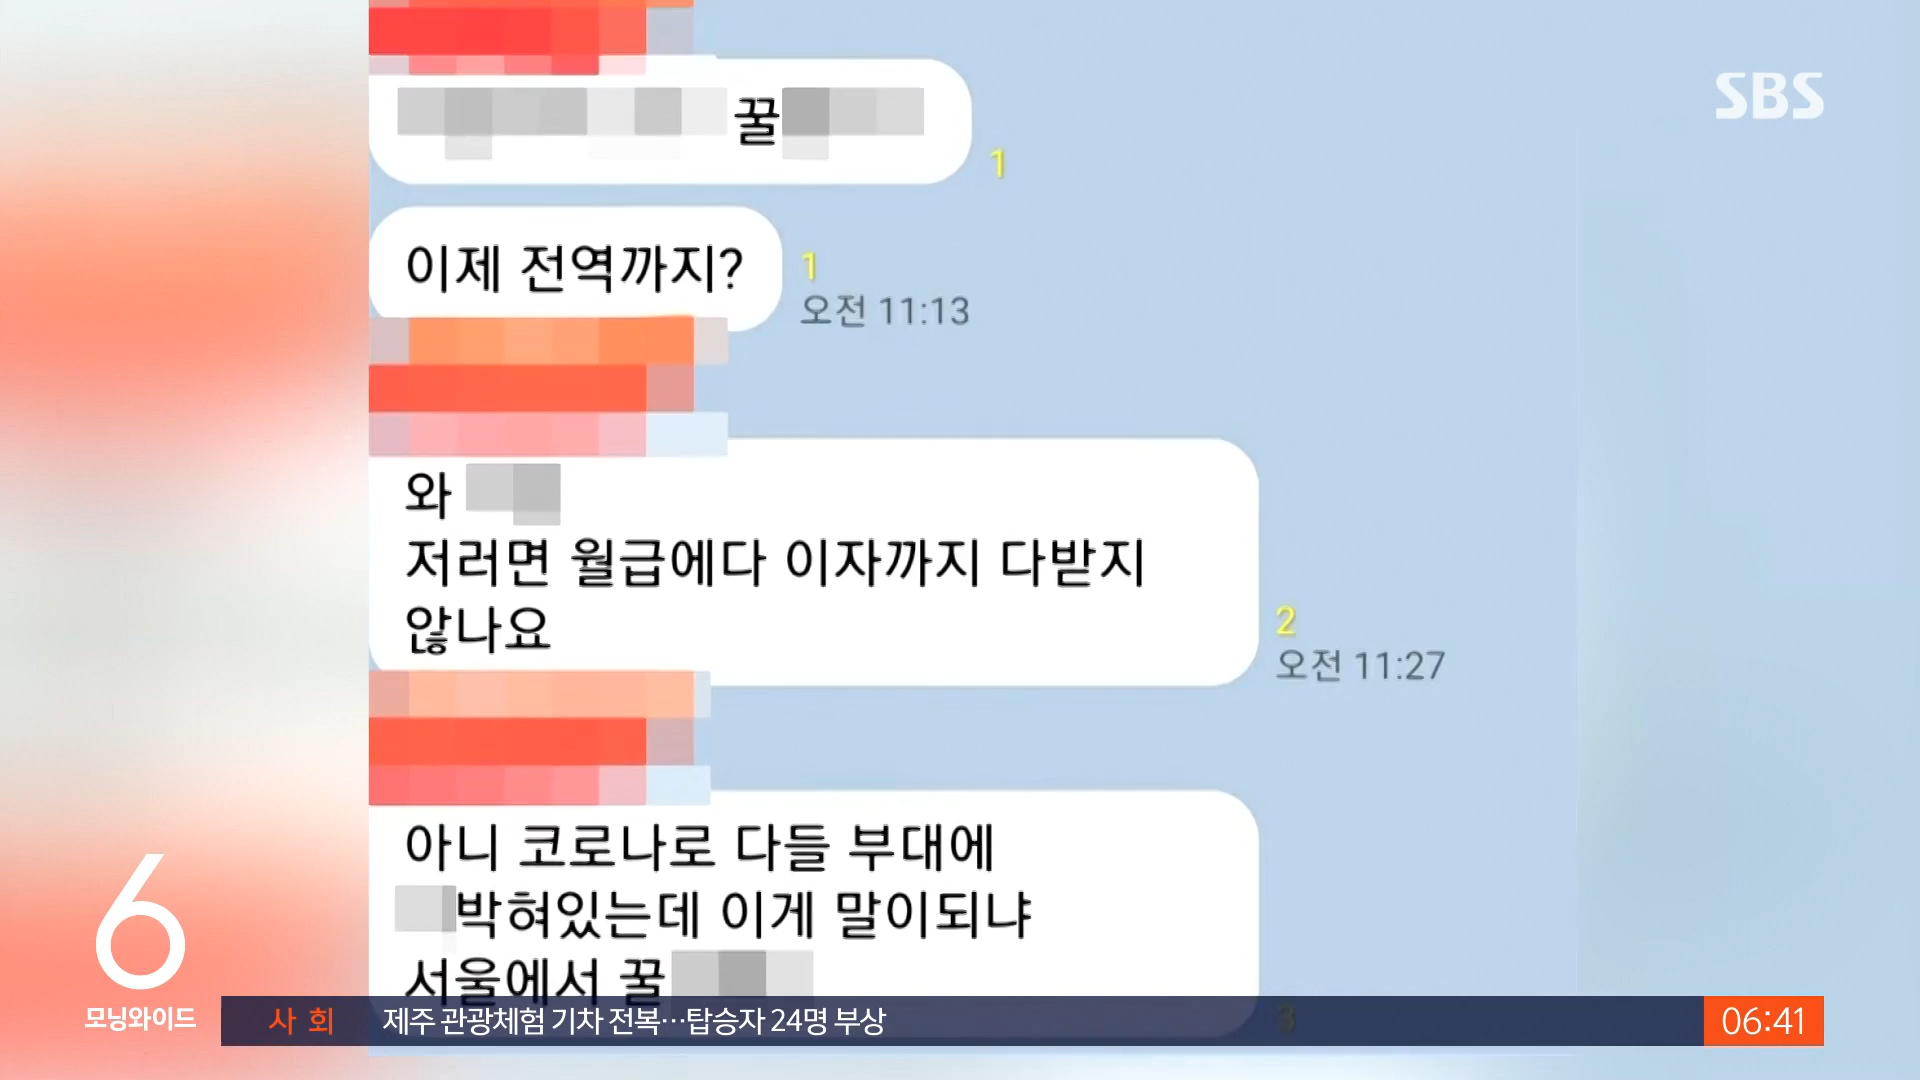 SBS
꿀
1
이제 전역까지?
1
오전 11:13
와
저러면 월급에다 이자까지 다받지
않나요
2
오전 11:27
아니 코로나로 다들 부대에
박혀있는데 이게 말이되냐
서울에서 꿀
3
6
모닝와이드
사회
제주 관광체험 기차 전복…탑승자 24명 부상
06:41